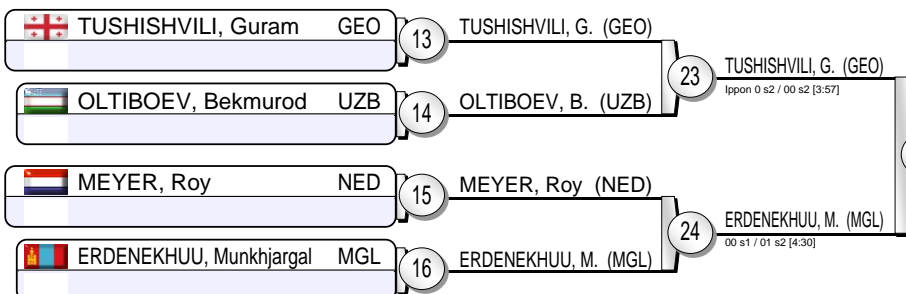 TUSHISHVILI, Guram GEO
13
TUSHISHVILI, G. (GEO)
23
TUSHISHVILI, G. (GEO)
Ippon 0 s2 / 00 s2 [3:57]
OLTIBOEV, Bekmurod UZB
14
OLTIBOEV, B. (UZB)
MEYER, Roy NED
15
MEYER, Roy (NED)
24
ERDENEKHUU, M. (MGL)
00 s1 / 01 s2 [4:30]
ERDENEKHUU, Munkhjargal MGL
16
ERDENEKHUU, M. (MGL)